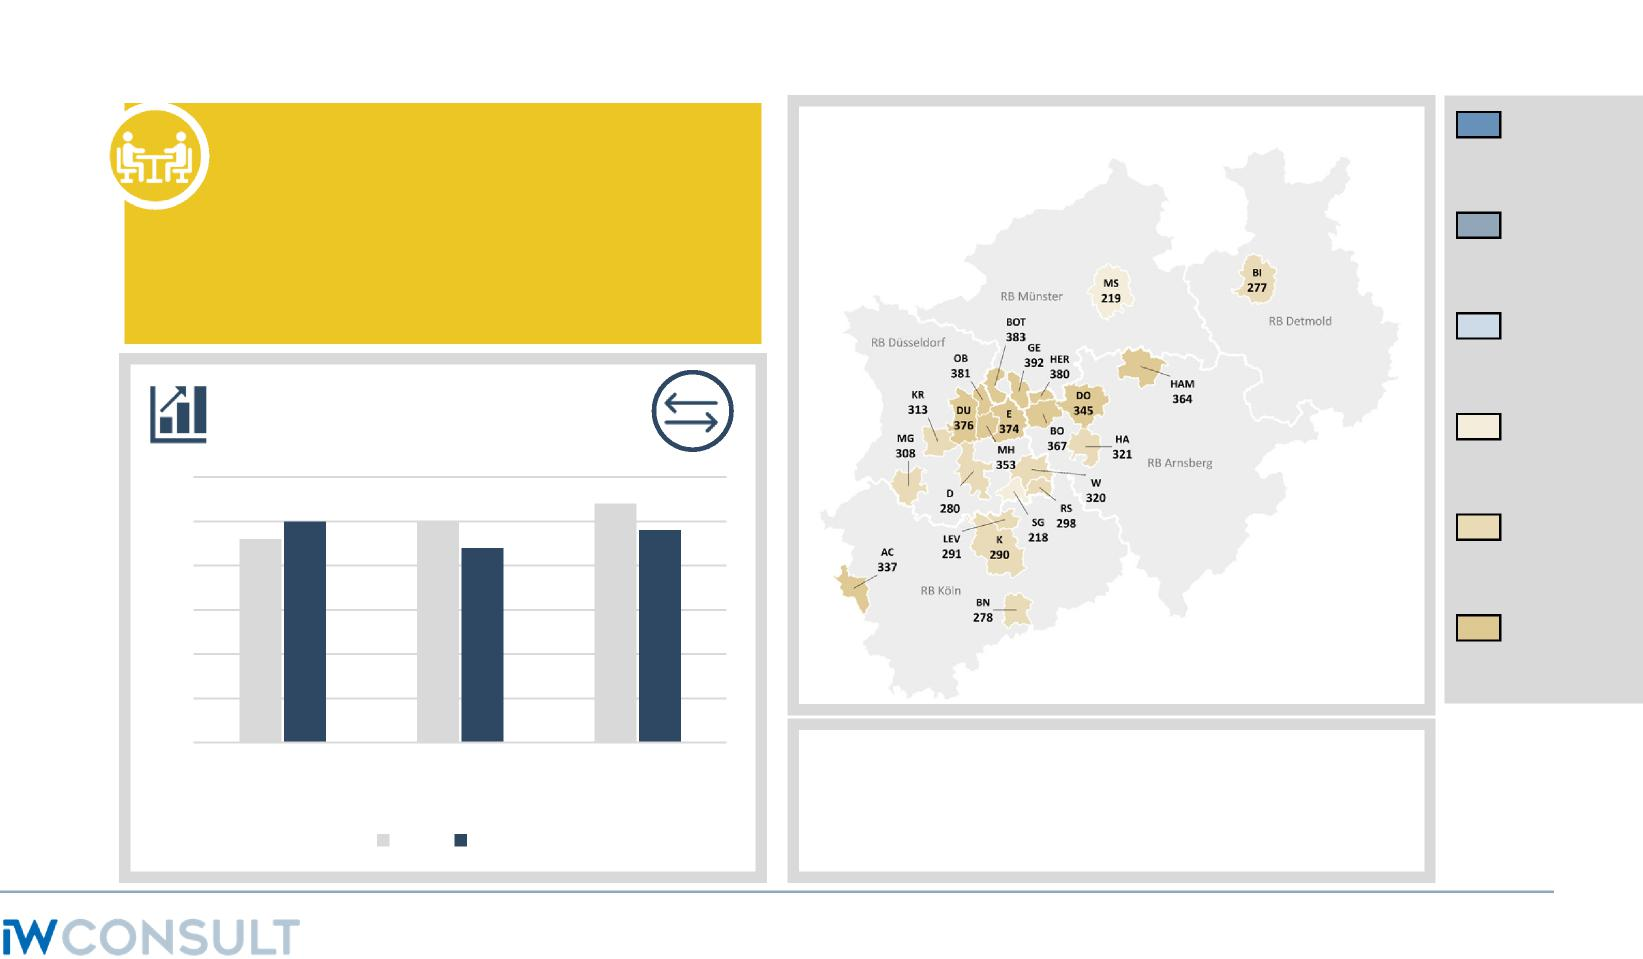 MS
219
BI
277
RB Münster
RB Detmold
BOT
383
RB Düsseldorf
GE
392
OB
381
HER
380
HAM
364
KR
313
DU
376
E
374
DO
345
BO
367
MG
308
HA
321
MH
353
RB Arnsberg
W
320
D
280
RS
298
SG
218
LEV
291
K
290
AC
337
RB Köln
BN
278
iW CONSULT